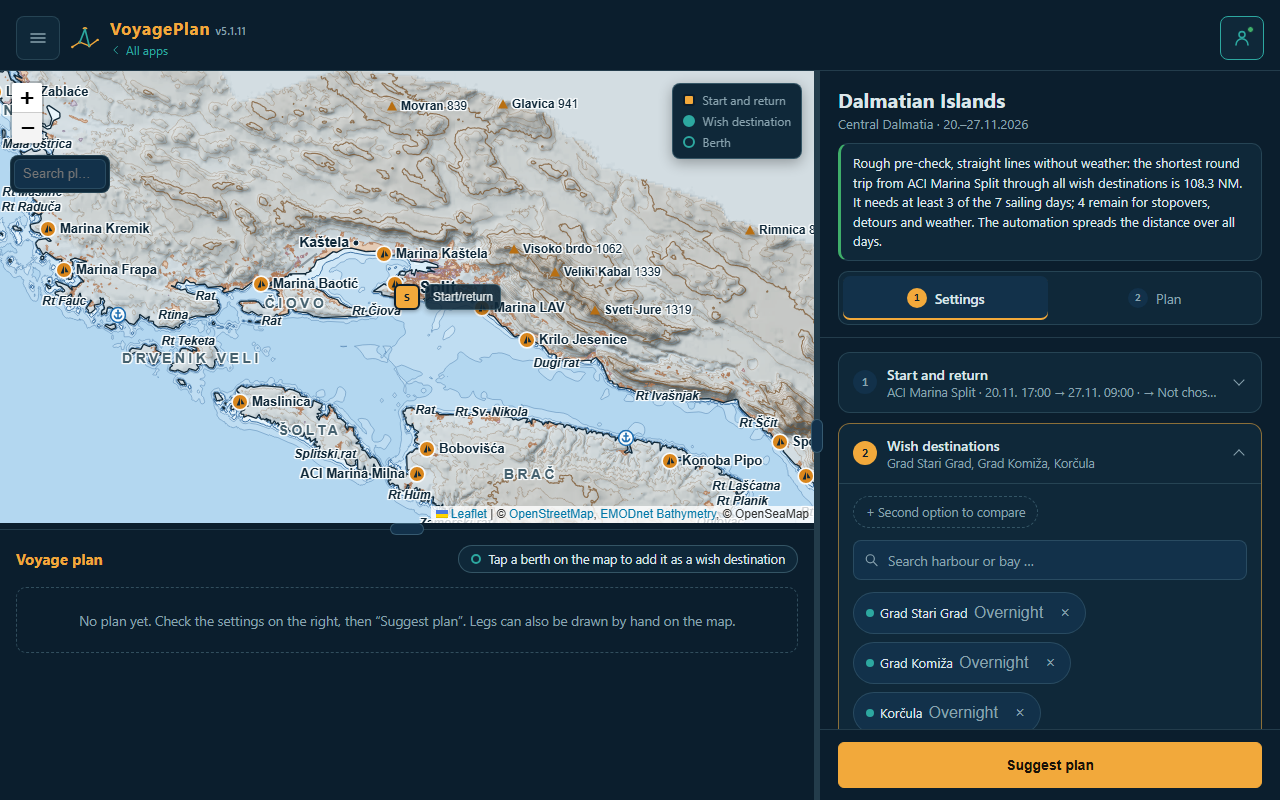 VoyagePlan v5.1.11
All apps
Zablaće
+
−
Mala oštrica
Search pl…
Rt Raduča
Marina Kremik
Marina Frapa
Rt Fauc
Movran 839
Glavica 941
Start and return
Wish destination
Berth
Rimnica 8
Kaštela
Marina Kaštela
Visoko brdo 1062
Veliki Kabal 1339
Marina Baotić
Rat
ČIOVO
Rtina
Rat
Rt Čiova
S
Start/return
Marina LAV
Sveti Jure 1319
Rt Teketa
Krilo Jesenice
DRVENIK VELI
Dugi rat
Maslinica
Rt Ivašnjak
Rat
Rt Sv. Nikola
Rt Šćit
ŠOLTA
Splitski rat
Bobovišća
ACI Marina Milna
BRAČ
Konoba Pipo
Rt Lašćatna
Rt Hum
Rt Planik
Leaflet | © OpenStreetMap, EMODnet Bathymetry, © OpenSeaMap
Voyage plan
Tap a berth on the map to add it as a wish destination
No plan yet. Check the settings on the right, then “Suggest plan”. Legs can also be drawn by hand on the map.
Dalmatian Islands
Central Dalmatia · 20.–27.11.2026
Rough pre-check, straight lines without weather: the shortest round
trip from ACI Marina Split through all wish destinations is 108.3 NM.
It needs at least 3 of the 7 sailing days; 4 remain for stopovers,
detours and weather. The automation spreads the distance over all
days.
1 Settings
2 Plan
1 Start and return
ACI Marina Split · 20.11. 17:00 → 27.11. 09:00 · → Not chos…
2 Wish destinations
Grad Stari Grad, Grad Komiža, Korčula
+ Second option to compare
Search harbour or bay …
Grad Stari Grad Overnight ×
Grad Komiža Overnight ×
Korčula Overnight ×
Suggest plan